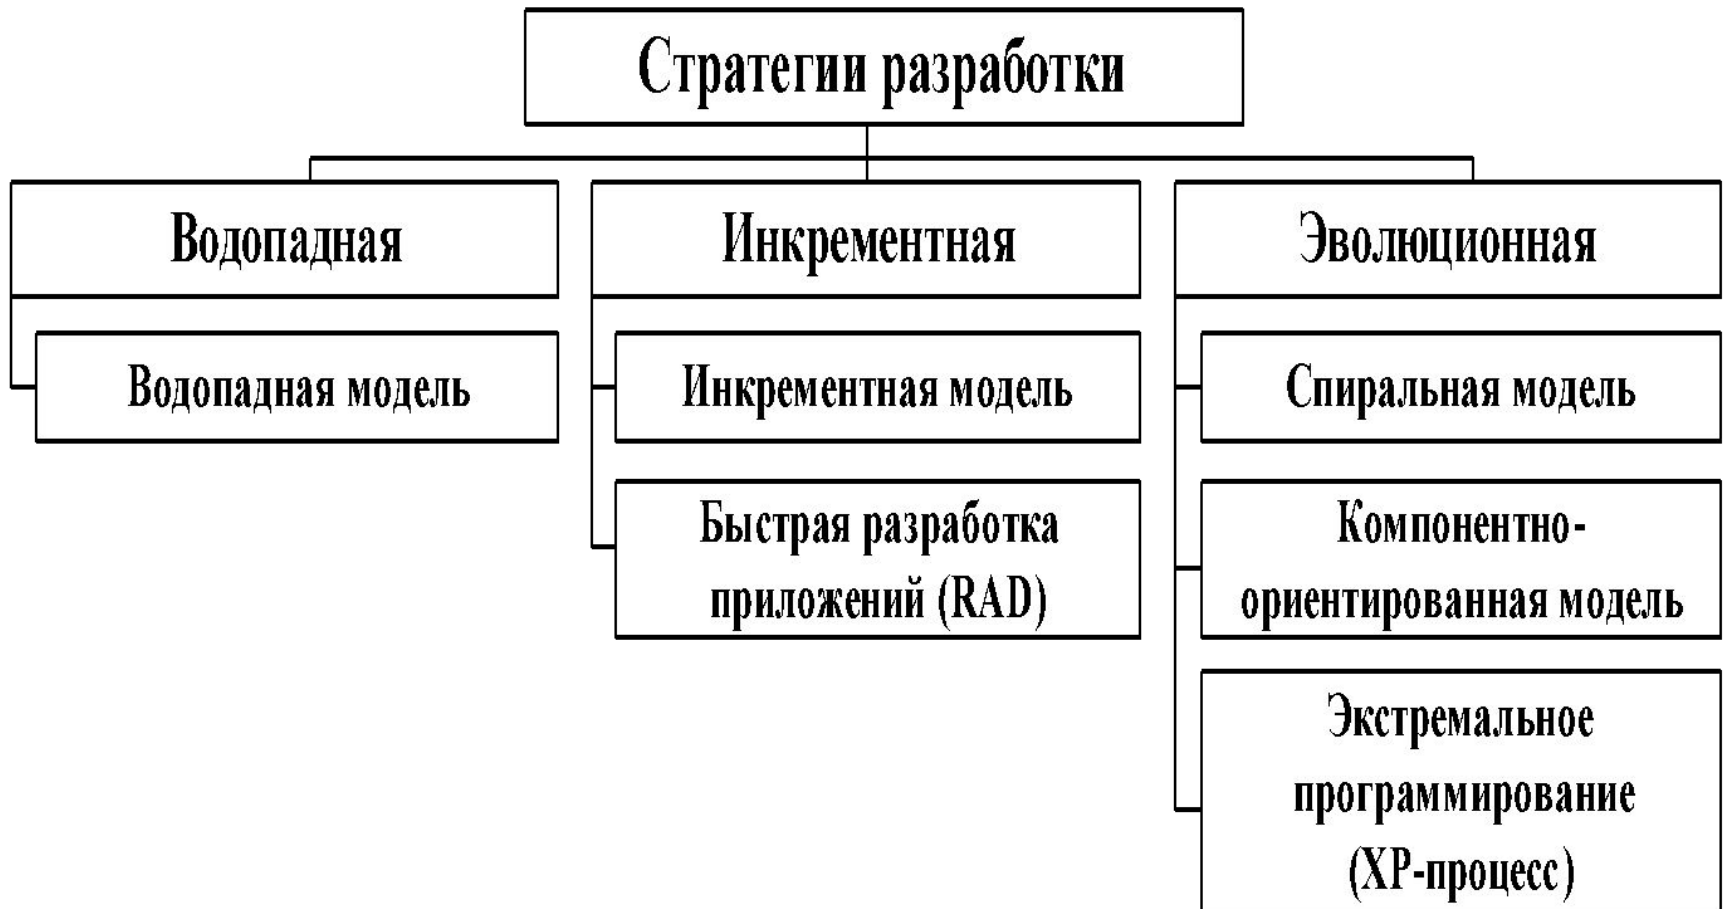 Стратегии разработки
Водопадная
Инкрементная
Эволюционная
Водопадная модель
Инкрементная модель
Спиральная модель
Быстрая разработка
приложений (RAD)
Компонентно-
ориентированная модель
Экстремальное
программирование
(XP-процесс)